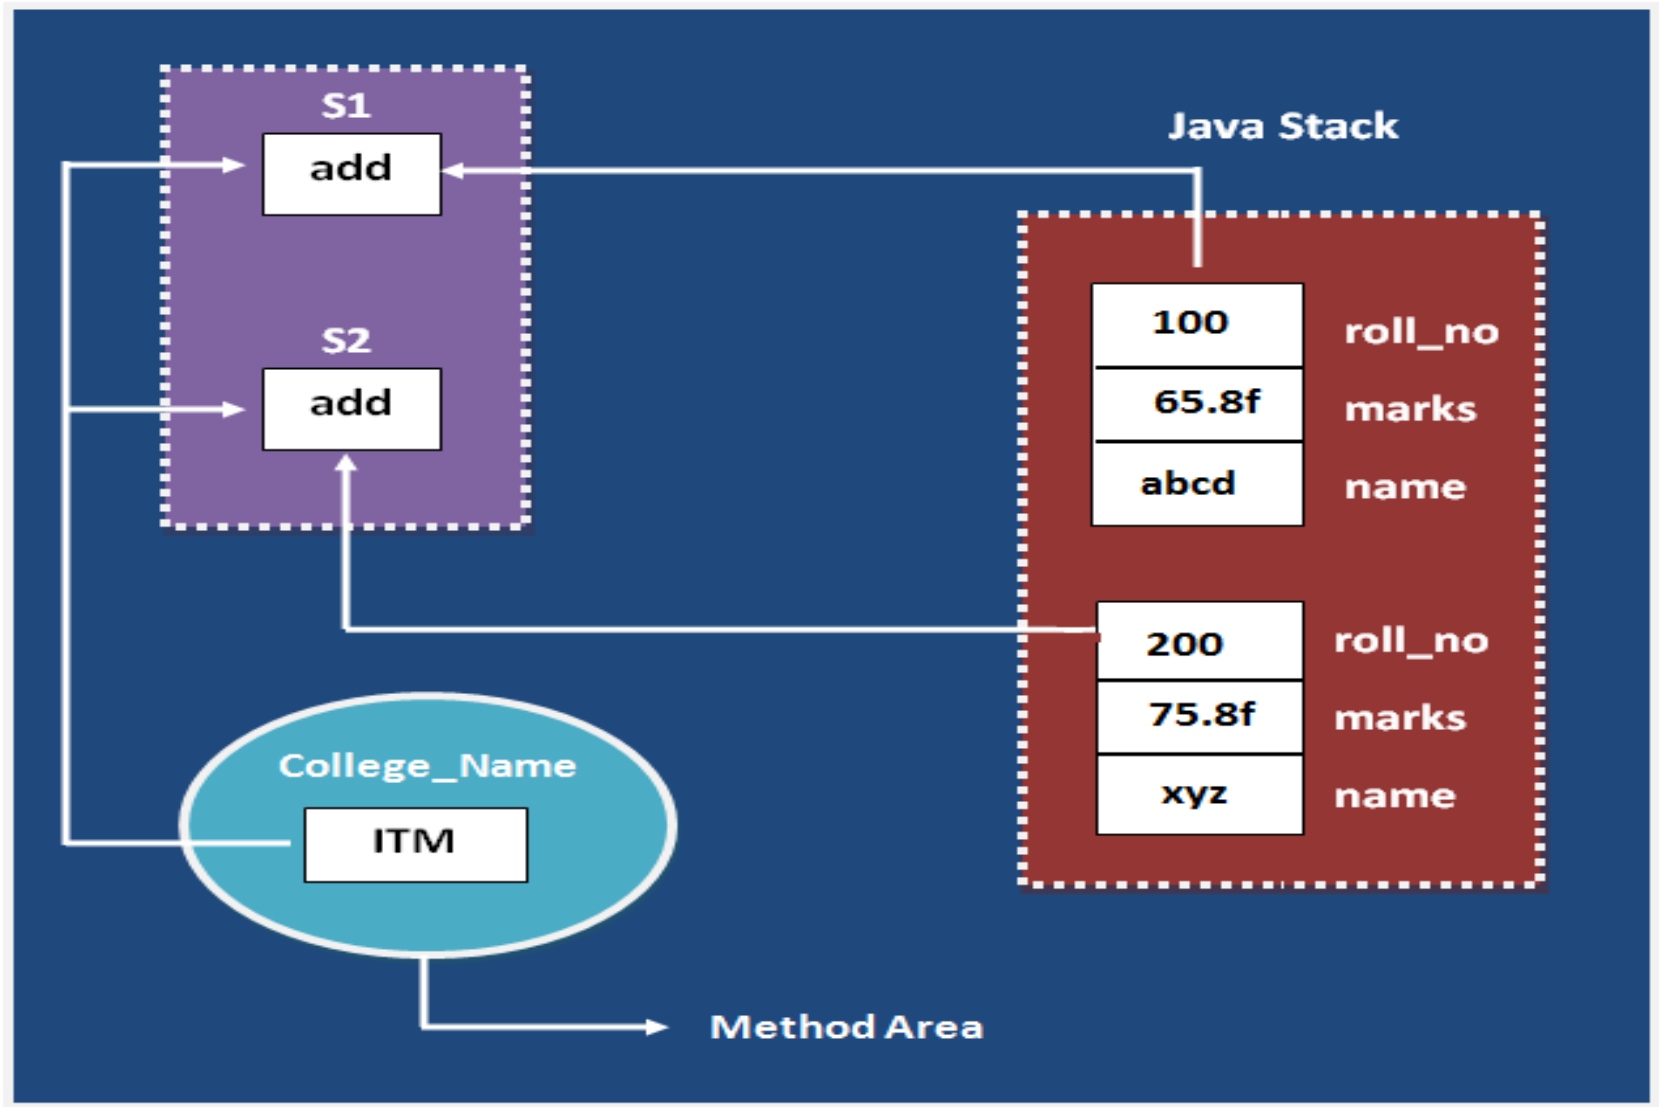 S1
add
S2
add
Java Stack
100 roll_no
65.8f marks
abcd name
200 roll_no
75.8f marks
xyz name
College_Name
ITM
Method Area